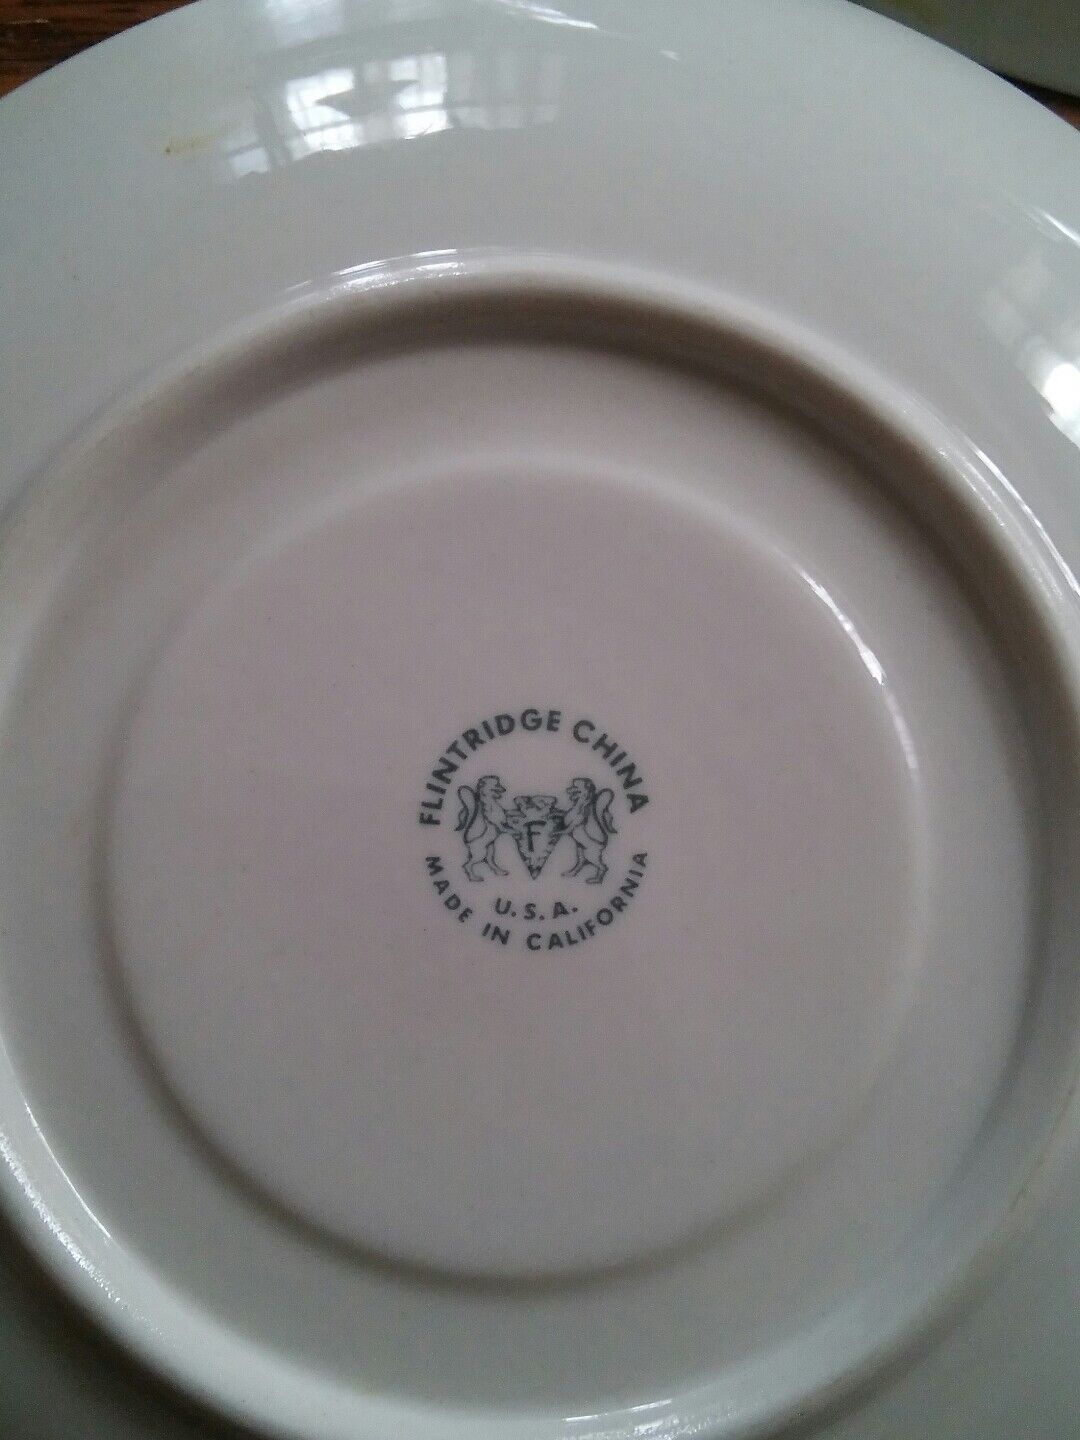 FLINTRIDGE CHINA
F
U.S.A.
MADE IN CALIFORNIA